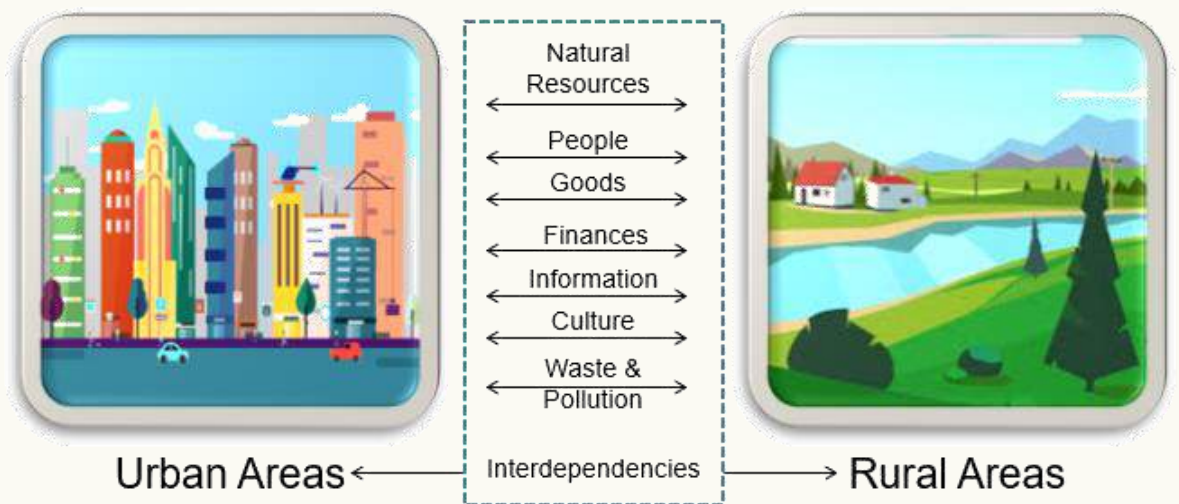 Natural
Resources
People
Goods
Finances
Information
Culture
Waste &
Pollution
Urban Areas
Interdependencies
Rural Areas